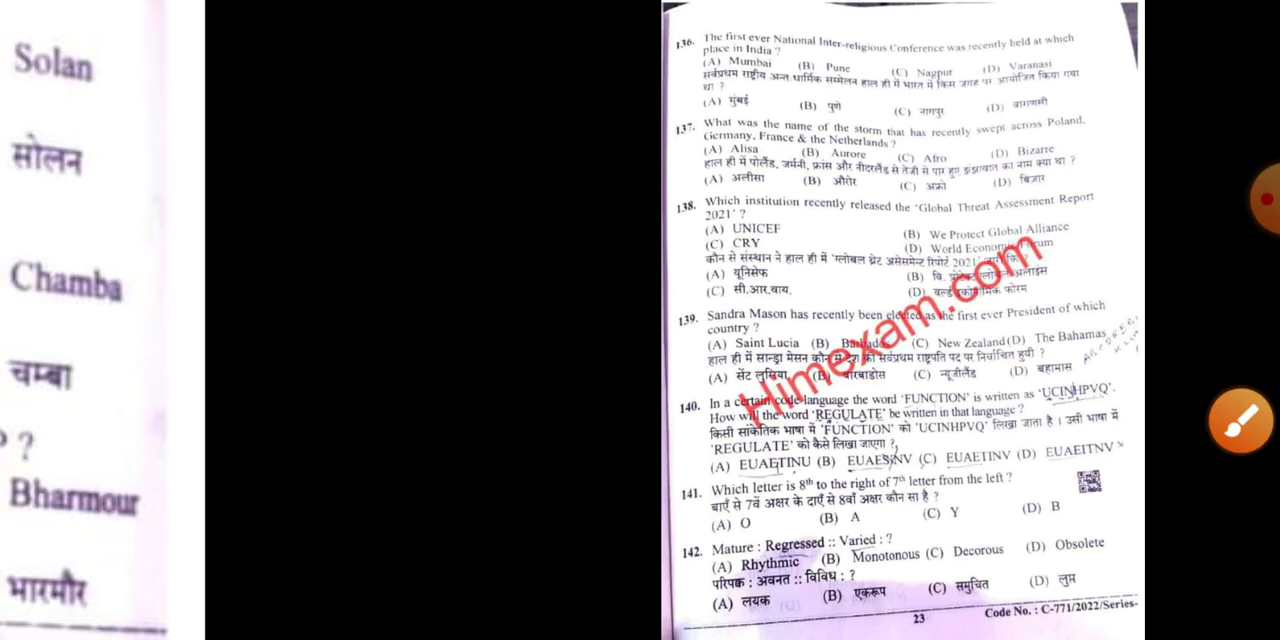 Solan
सोलन
Chamba
चम्बा
?
Bharmour
भारमौर
136. The first ever National Inter-religious Conference was recently held at which
place in India ?
(A) Mumbai (B) Pune (C) Nagpur (D) Varanasi
सर्वप्रथम राष्ट्रीय अन्त धार्मिक सम्मेलन हाल ही में भारत में किस जगह पर आयोजित किया गया
था ?
(A) मुंबई (B) पुणे (C) नागपुर (D) वाराणसी
137. What was the name of the storm that has recently swept across Poland,
Germany, France & the Netherlands ?
(A) Alisa (B) Aurore (C) Afro (D) Bizarre
हाल ही में पोलैंड, जर्मनी, फ्रांस और नीदरलैंड से तेजी से पार हुए झंझावात का नाम क्या था ?
(A) अलीसा (B) औरोर (C) अफ्रो (D) बिजार
138. Which institution recently released the 'Global Threat Assessment Report
2021' ?
(A) UNICEF (B) We Protect Global Alliance
(C) CRY (D) World Economic Forum
कौन से संस्थान ने हाल ही में 'ग्लोबल थ्रेट असेसमेन्ट रिपोर्ट 2021'
(A) यूनिसेफ (B) वि. प्रोटेक्ट ग्लोबल अलाइंस
(C) सी.आर.वाय. (D) वर्ल्ड इकोनॉमिक फोरम
139. Sandra Mason has recently been elected as the first ever President of which
country ?
(A) Saint Lucia (B) Barbados (C) New Zealand (D) The Bahamas
हाल ही में सान्ड्रा मेसन कौन से देश की सर्वप्रथम राष्ट्रपति पद पर निर्वाचित हुयी ?
(A) सेंट लुसिया (B) बारबाडोस (C) न्यूजीलैंड (D) बहामास
140. In a certain code language the word 'FUNCTION' is written as 'UCINHPVQ'.
How will the word 'REGULATE' be written in that language ?
किसी सांकेतिक भाषा में 'FUNCTION' को 'UCINHPVQ' लिखा जाता है । उसी भाषा में
'REGULATE' को कैसे लिखा जाएगा ?
(A) EUAETINU (B) EUAESINV (C) EUAETINV (D) EUAEITNV
141. Which letter is 8th to the right of 7th letter from the left ?
बाएँ से 7वें अक्षर के दाएँ से 8वाँ अक्षर कौन सा है ?
(A) O (B) A (C) Y (D) B
142. Mature : Regressed :: Varied : ?
(A) Rhythmic (B) Monotonous (C) Decorous (D) Obsolete
परिपक्व : अवनत :: विविध : ?
(A) लयक (B) एकरूप (C) समुचित (D) लुप्त
23 Code No. : C-771/2022/Series-
Himexam.com